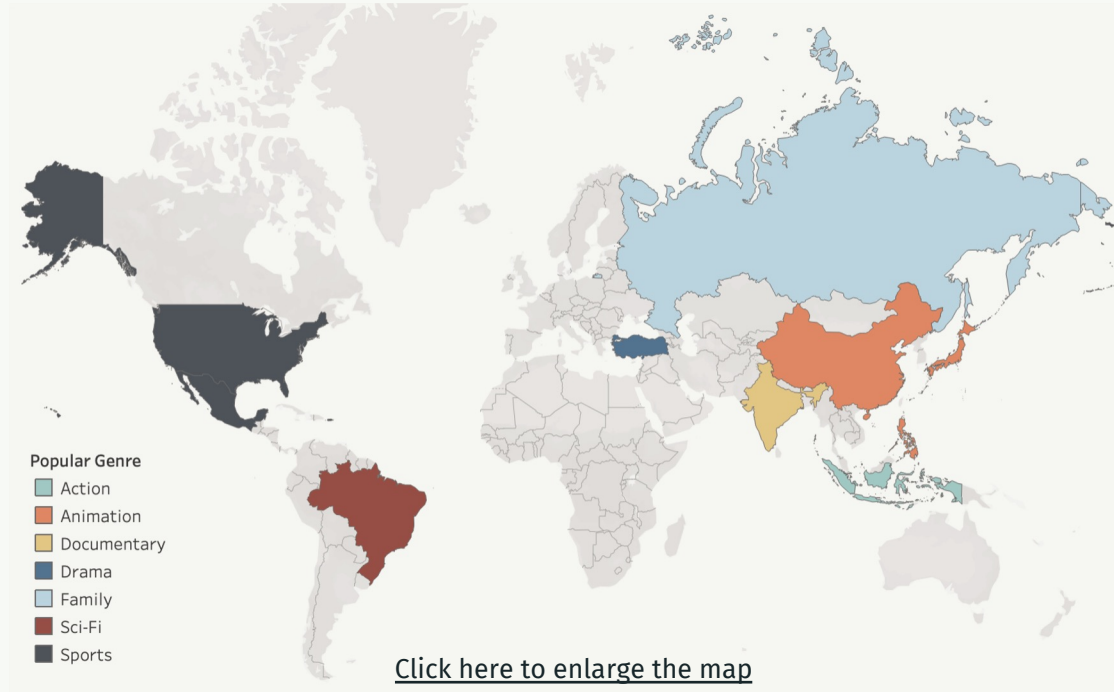 Popular Genre
Action
Animation
Documentary
Drama
Family
Sci-Fi
Sports
Click here to enlarge the map